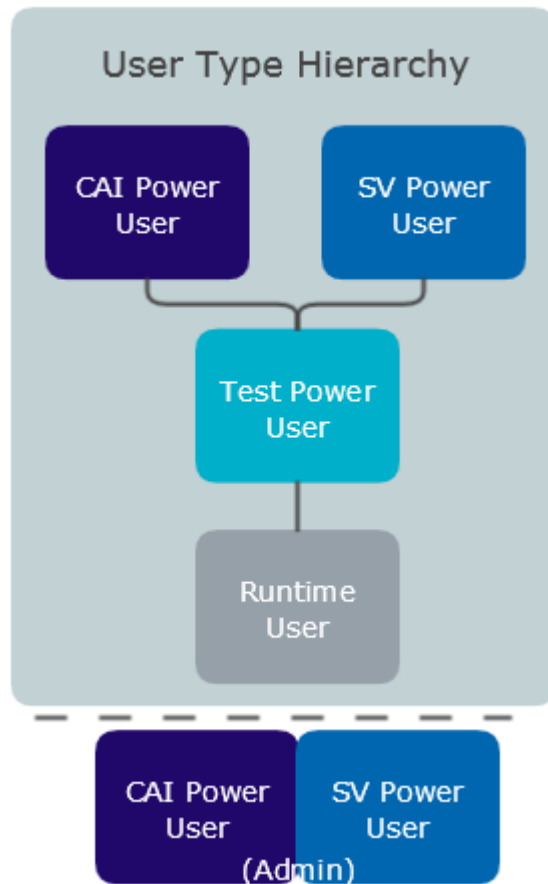 User Type Hierarchy
CAI Power
User
SV Power
User
Test Power
User
Runtime
User
CAI Power
User
SV Power
User
(Admin)